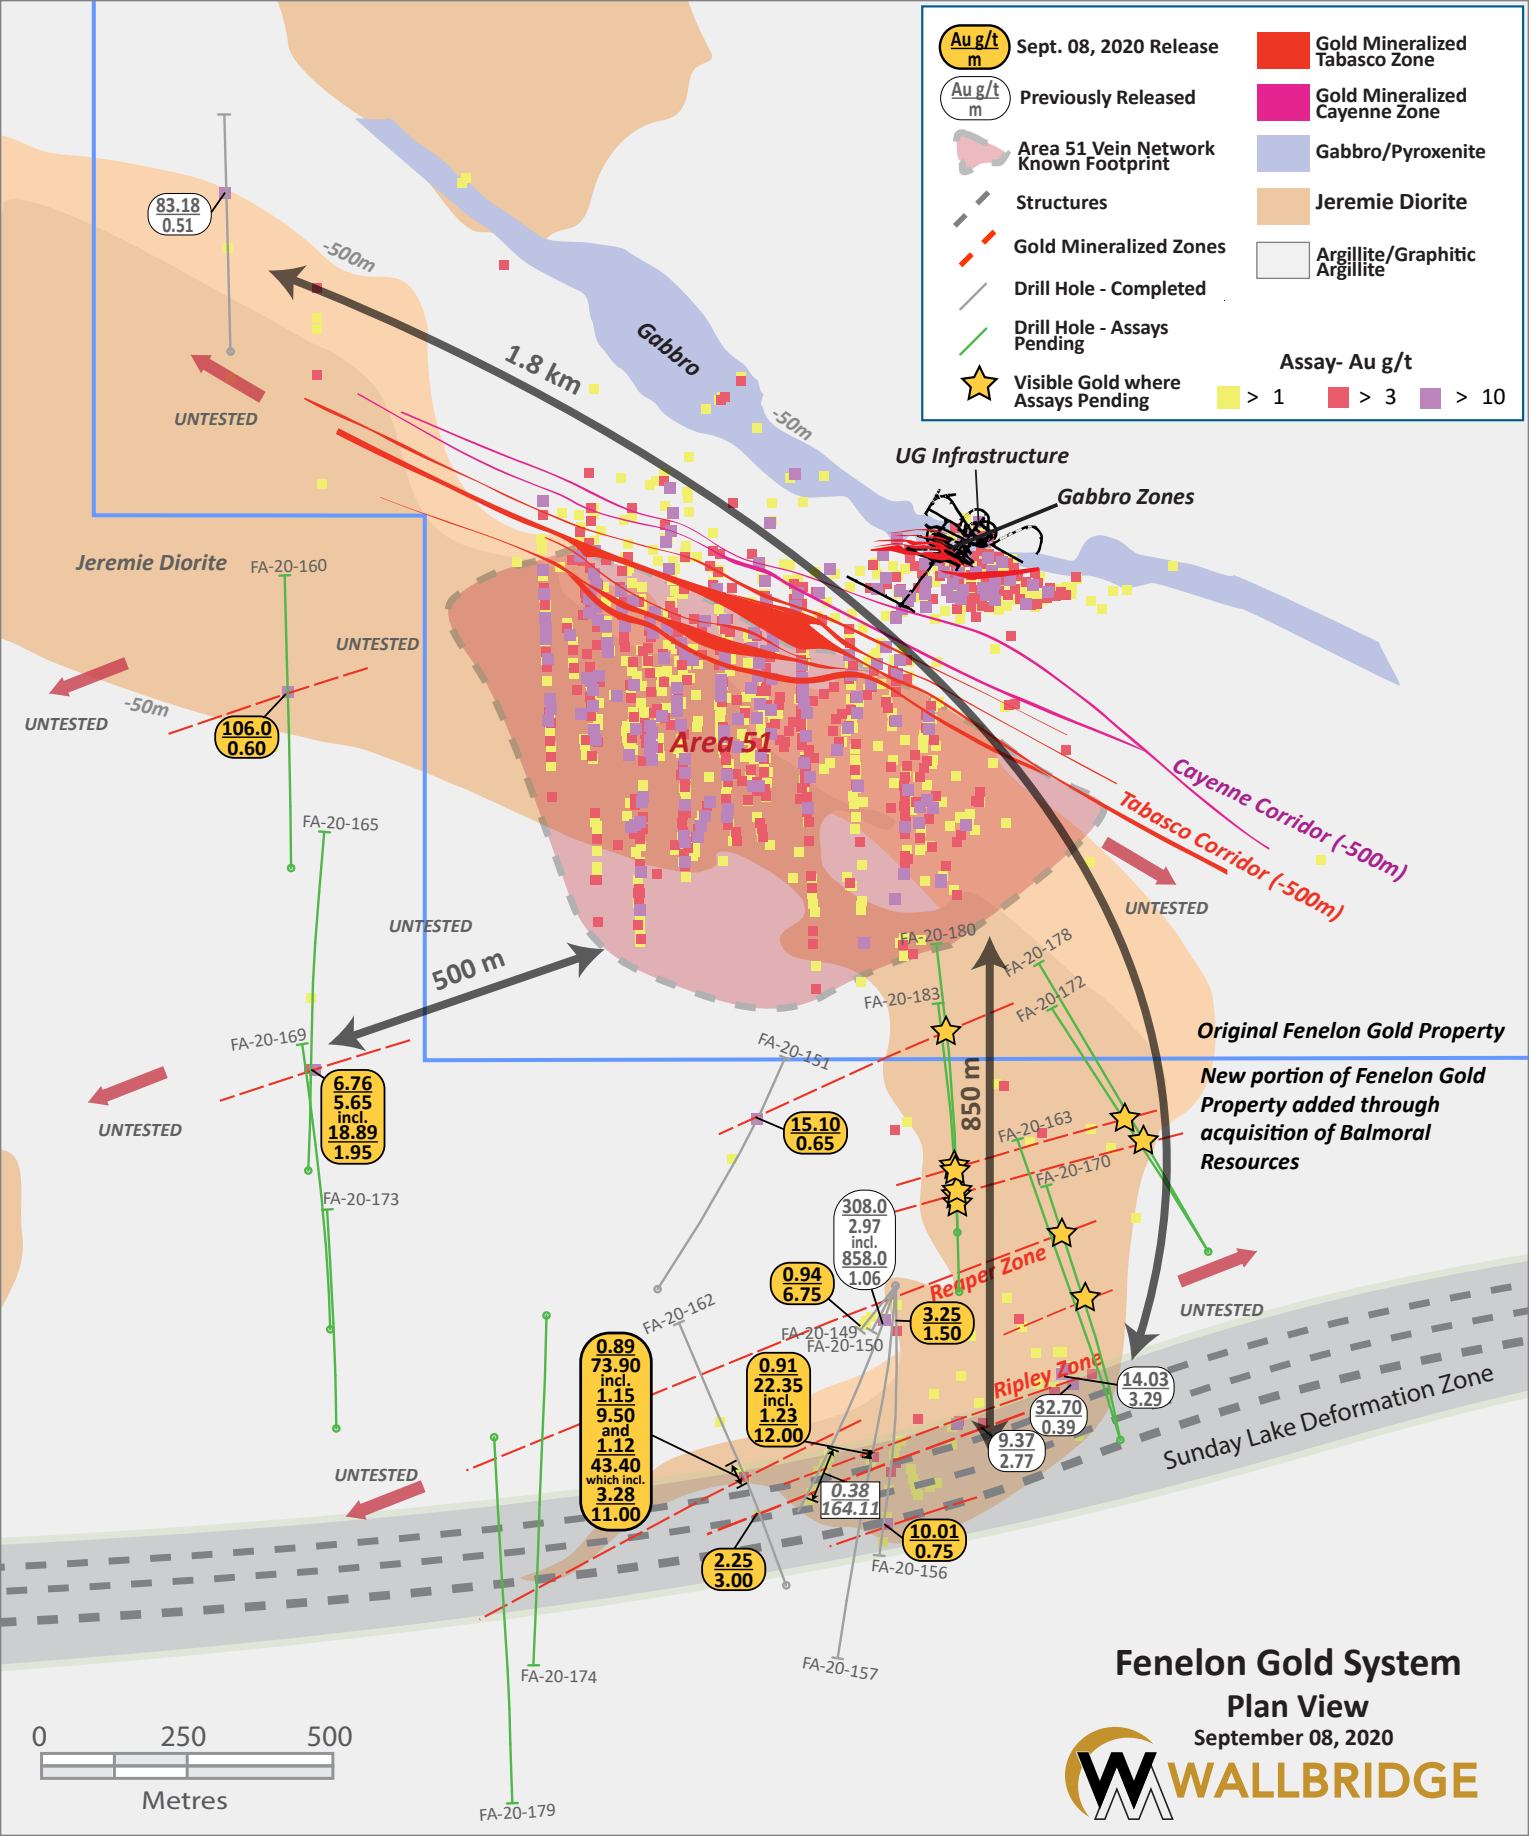 Au g/t
m
Sept. 08, 2020 Release
Au g/t
m
Previously Released
Area 51 Vein Network
Known Footprint
Structures
Gold Mineralized Zones
Drill Hole - Completed
Drill Hole - Assays
Pending
Visible Gold where
Assays Pending
Gold Mineralized
Tabasco Zone
Gold Mineralized
Cayenne Zone
Gabbro/Pyroxenite
Jeremie Diorite
Argillite/Graphitic
Argillite
Assay- Au g/t
> 1
> 3
> 10
83.18
0.51
-500m
1.8 km
Gabbro
-50m
UNTESTED
UG Infrastructure
Gabbro Zones
Jeremie Diorite
FA-20-160
UNTESTED
UNTESTED
-50m
106.0
0.60
Area 51
Cayenne Corridor (-500m)
Tabasco Corridor (-500m)
FA-20-165
UNTESTED
UNTESTED
500 m
FA-20-180
FA-20-178
FA-20-183
FA-20-172
FA-20-169
FA-20-151
Original Fenelon Gold Property
New portion of Fenelon Gold
Property added through
acquisition of Balmoral
Resources
850 m
6.76
5.65
incl.
18.89
1.95
UNTESTED
15.10
0.65
FA-20-163
FA-20-170
FA-20-173
308.0
2.97
incl.
858.0
1.06
0.94
6.75
Reaper Zone
3.25
1.50
UNTESTED
FA-20-162
FA-20-149
FA-20-150
0.89
73.90
incl.
1.15
9.50
and
1.12
43.40
which incl.
3.28
11.00
0.91
22.35
incl.
1.23
12.00
Ripley Zone
14.03
3.29
32.70
0.39
9.37
2.77
Sunday Lake Deformation Zone
UNTESTED
0.38
164.11
10.01
0.75
2.25
3.00
FA-20-156
FA-20-157
FA-20-174
FA-20-179
0 250 500
Metres
Fenelon Gold System
Plan View
September 08, 2020
WALLBRIDGE